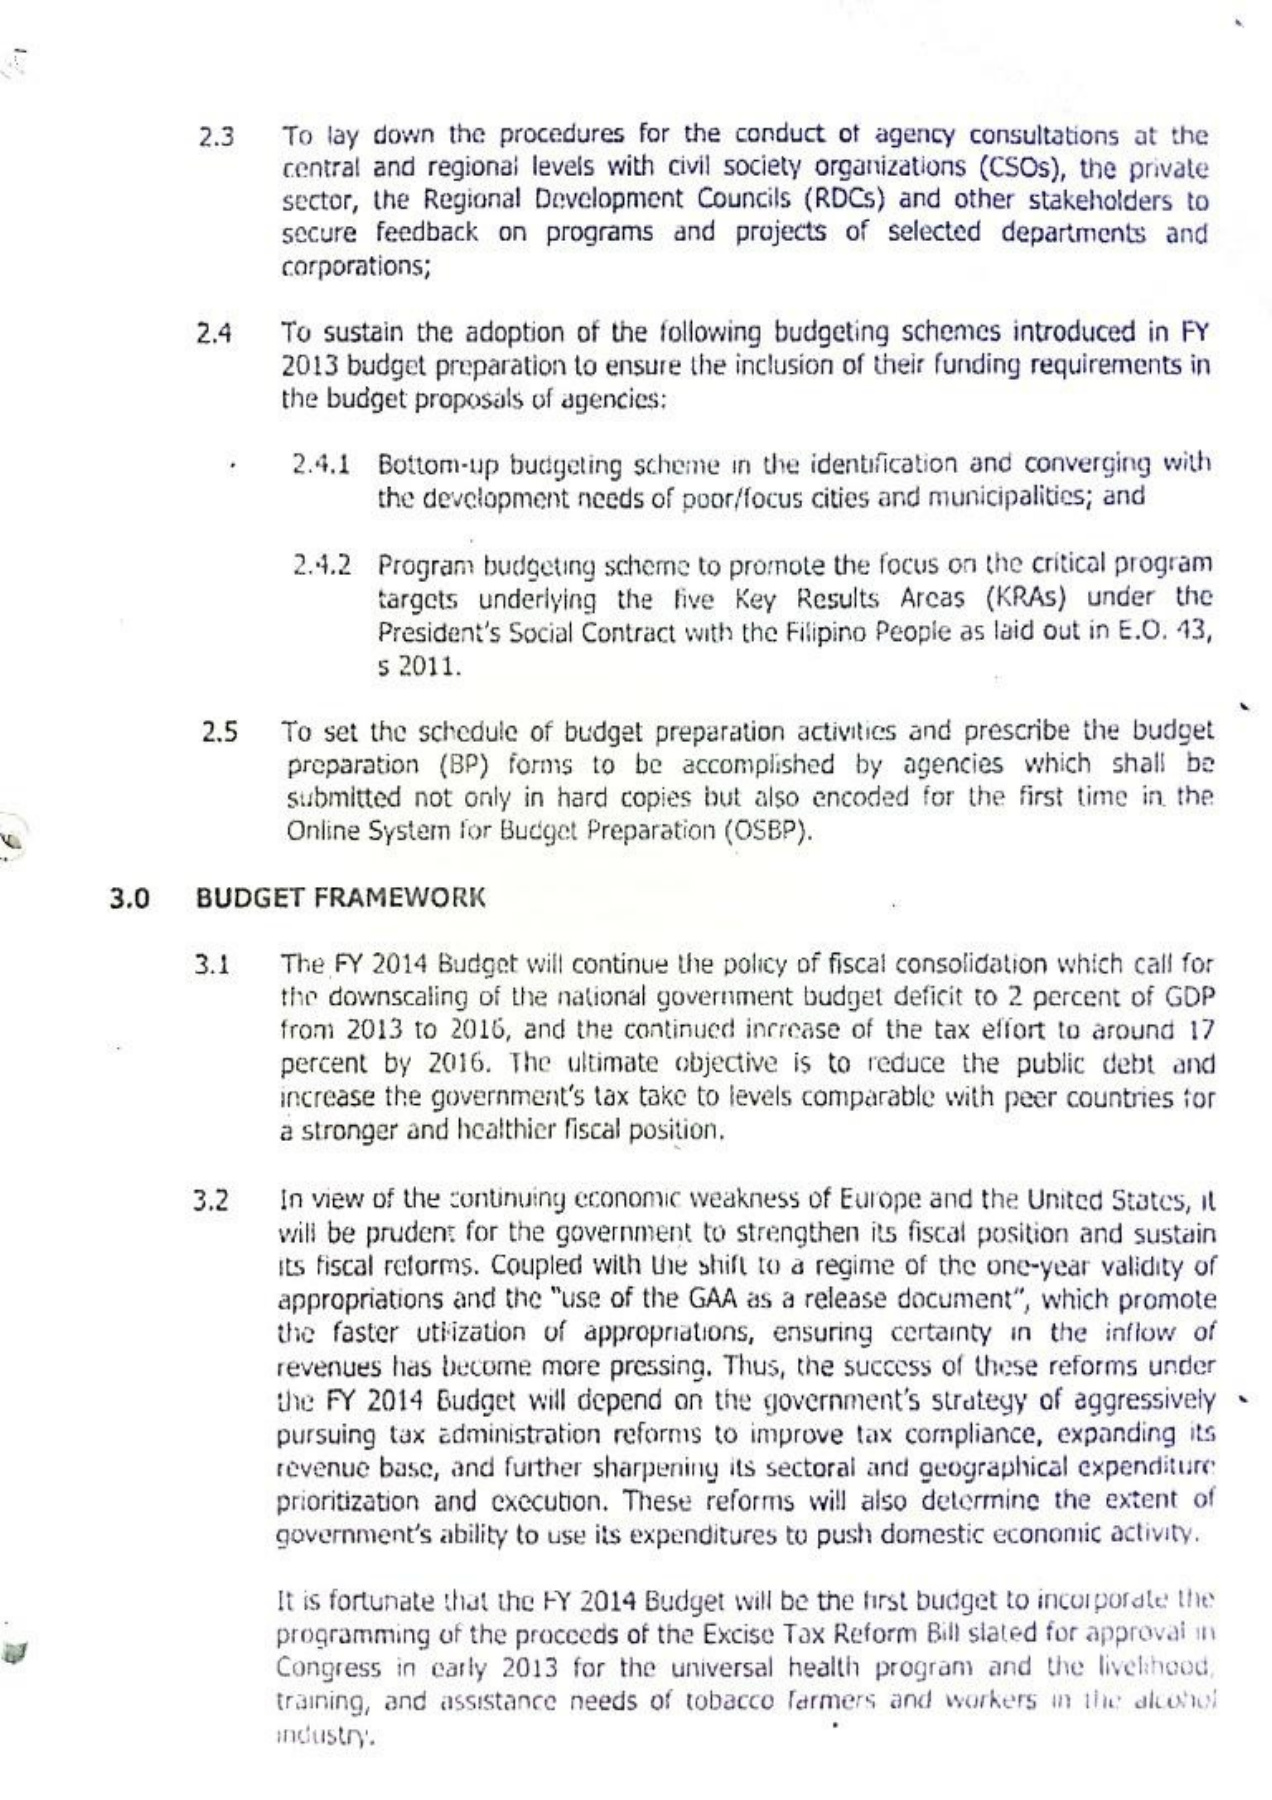 2.3 To lay down the procedures for the conduct of agency consultations at the
central and regional levels with civil society organizations (CSOs), the private
sector, the Regional Development Councils (RDCs) and other stakeholders to
secure feedback on programs and projects of selected departments and
corporations;
2.4 To sustain the adoption of the following budgeting schemes introduced in FY
2013 budget preparation to ensure the inclusion of their funding requirements in
the budget proposals of agencies:
2.4.1 Bottom-up budgeting scheme in the identification and converging with
the development needs of poor/focus cities and municipalities; and
2.4.2 Program budgeting scheme to promote the focus on the critical program
targets underlying the five Key Results Areas (KRAs) under the
President's Social Contract with the Filipino People as laid out in E.O. 43,
s 2011.
2.5 To set the schedule of budget preparation activities and prescribe the budget
preparation (BP) forms to be accomplished by agencies which shall be
submitted not only in hard copies but also encoded for the first time in the
Online System for Budget Preparation (OSBP).
3.0 BUDGET FRAMEWORK
3.1 The FY 2014 Budget will continue the policy of fiscal consolidation which call for
the downscaling of the national government budget deficit to 2 percent of GDP
from 2013 to 2016, and the continued increase of the tax effort to around 17
percent by 2016. The ultimate objective is to reduce the public debt and
increase the government's tax take to levels comparable with peer countries for
a stronger and healthier fiscal position.
3.2 In view of the continuing economic weakness of Europe and the United States, it
will be prudent for the government to strengthen its fiscal position and sustain
its fiscal reforms. Coupled with the shift to a regime of the one-year validity of
appropriations and the "use of the GAA as a release document", which promote
the faster utilization of appropriations, ensuring certainty in the inflow of
revenues has become more pressing. Thus, the success of these reforms under
the FY 2014 Budget will depend on the government's strategy of aggressively
pursuing tax administration reforms to improve tax compliance, expanding its
revenue base, and further sharpening its sectoral and geographical expenditure
prioritization and execution. These reforms will also determine the extent of
government's ability to use its expenditures to push domestic economic activity.
It is fortunate that the FY 2014 Budget will be the first budget to incorporate the
programming of the proceeds of the Excise Tax Reform Bill slated for approval in
Congress in early 2013 for the universal health program and the livelihood,
training, and assistance needs of tobacco farmers and workers in the alcohol
industry.